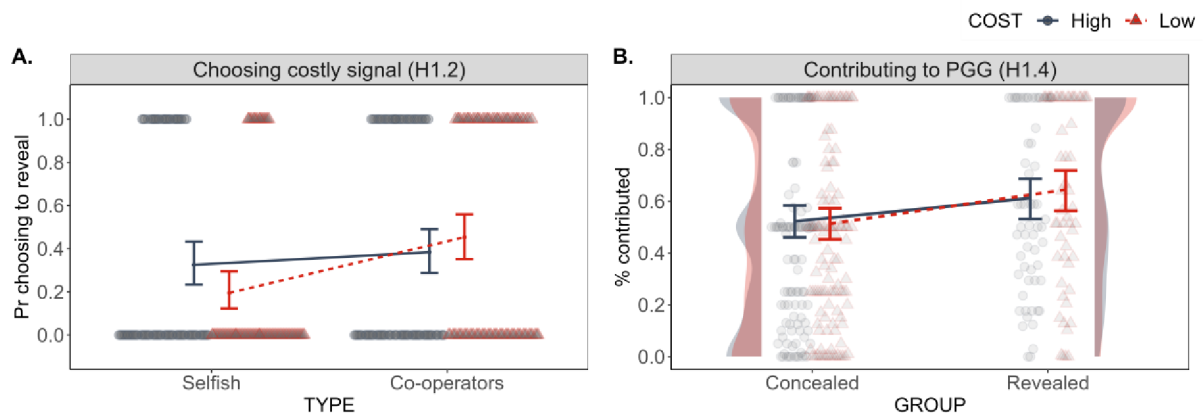 COST High Low
A.
Choosing costly signal (H1.2)
Pr choosing to reveal
1.0
0.8
0.6
0.4
0.2
0.0
Selfish Co-operators
TYPE
B.
Contributing to PGG (H1.4)
% contributed
1.0
0.8
0.6
0.4
0.2
0.0
Concealed Revealed
GROUP